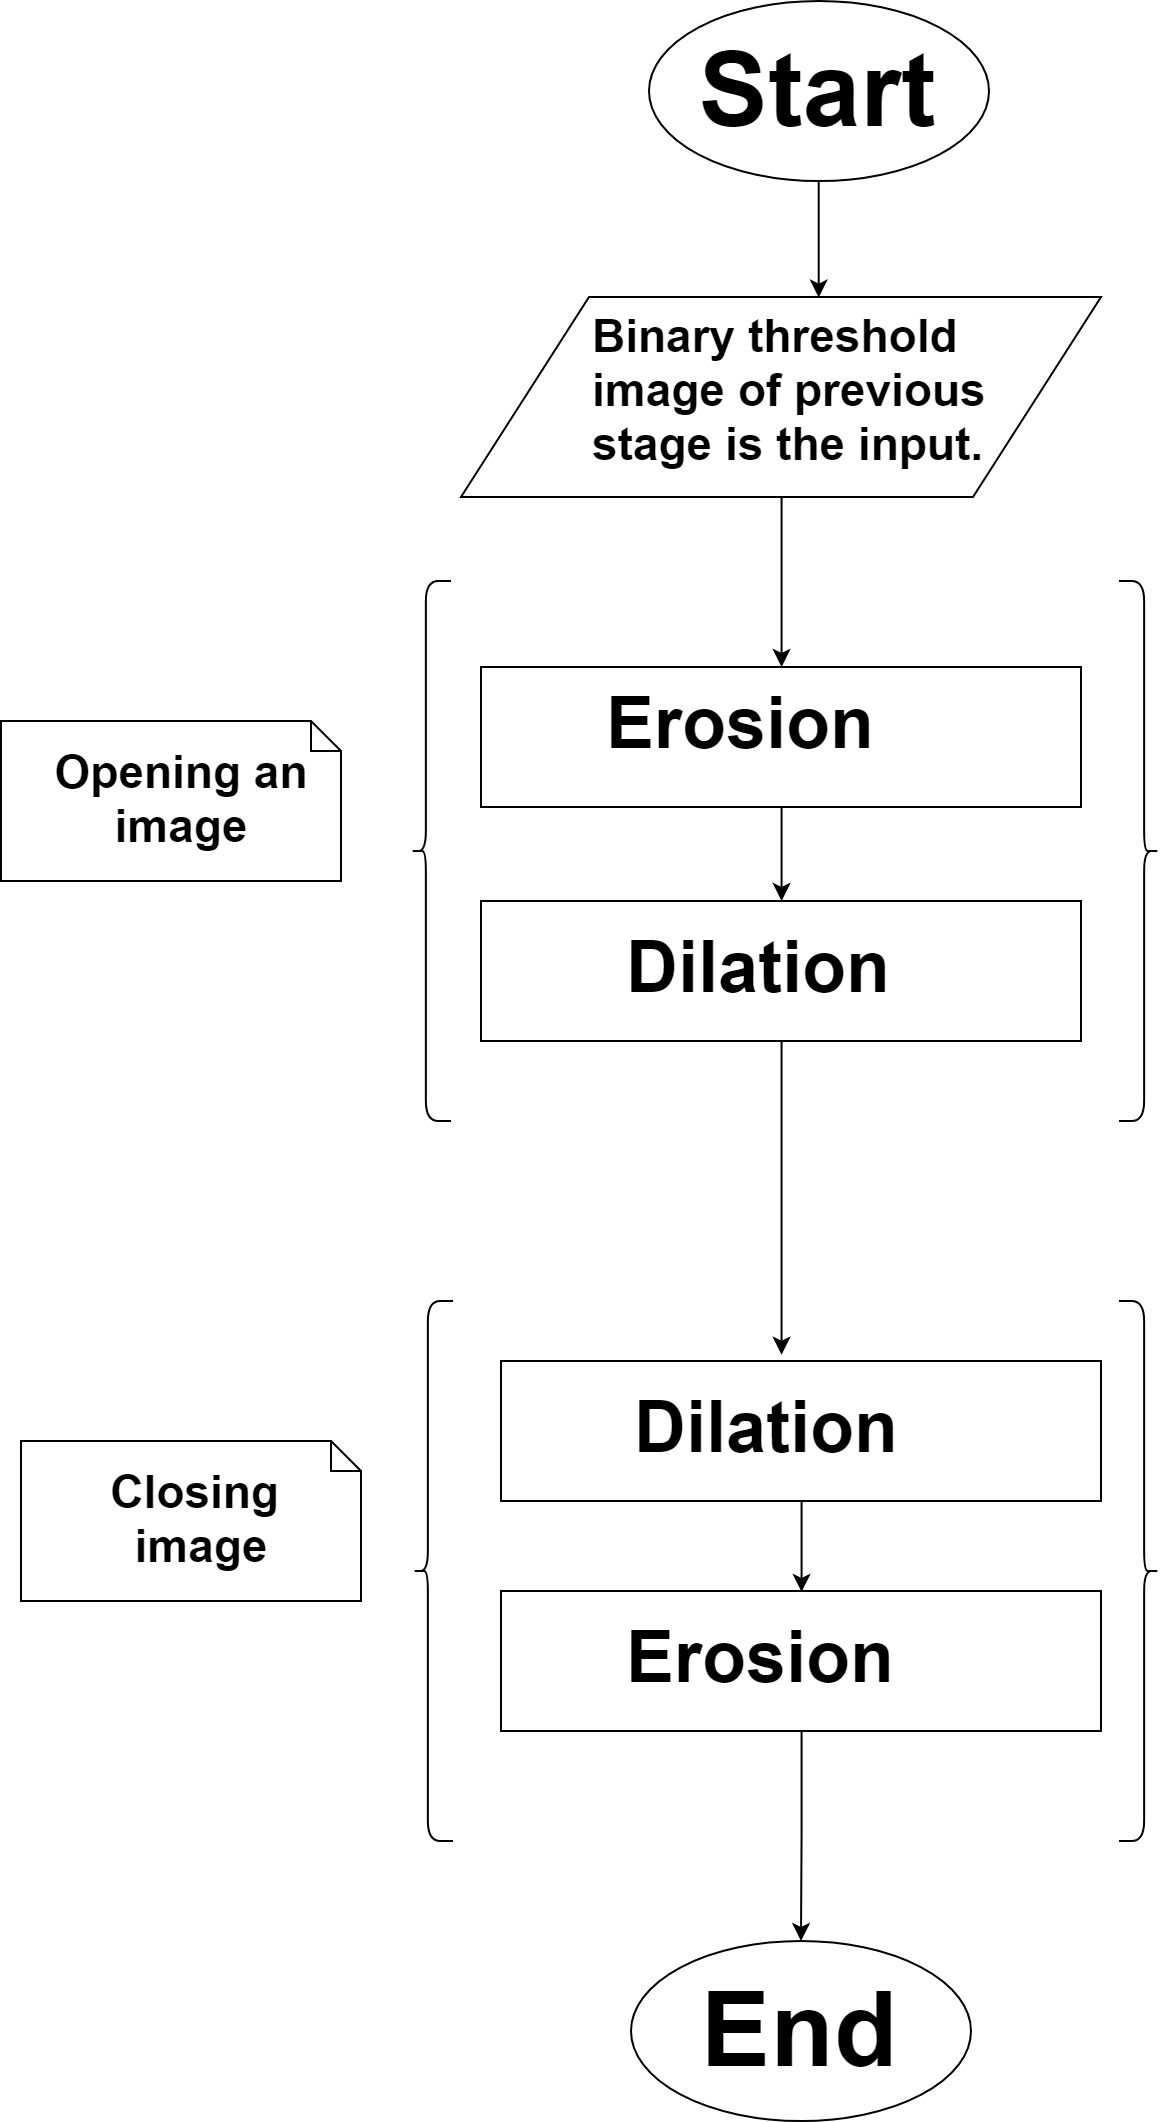 Start
Binary threshold
image of previous
stage is the input.
Erosion
Opening an
image
Dilation
Dilation
Closing
image
Erosion
End